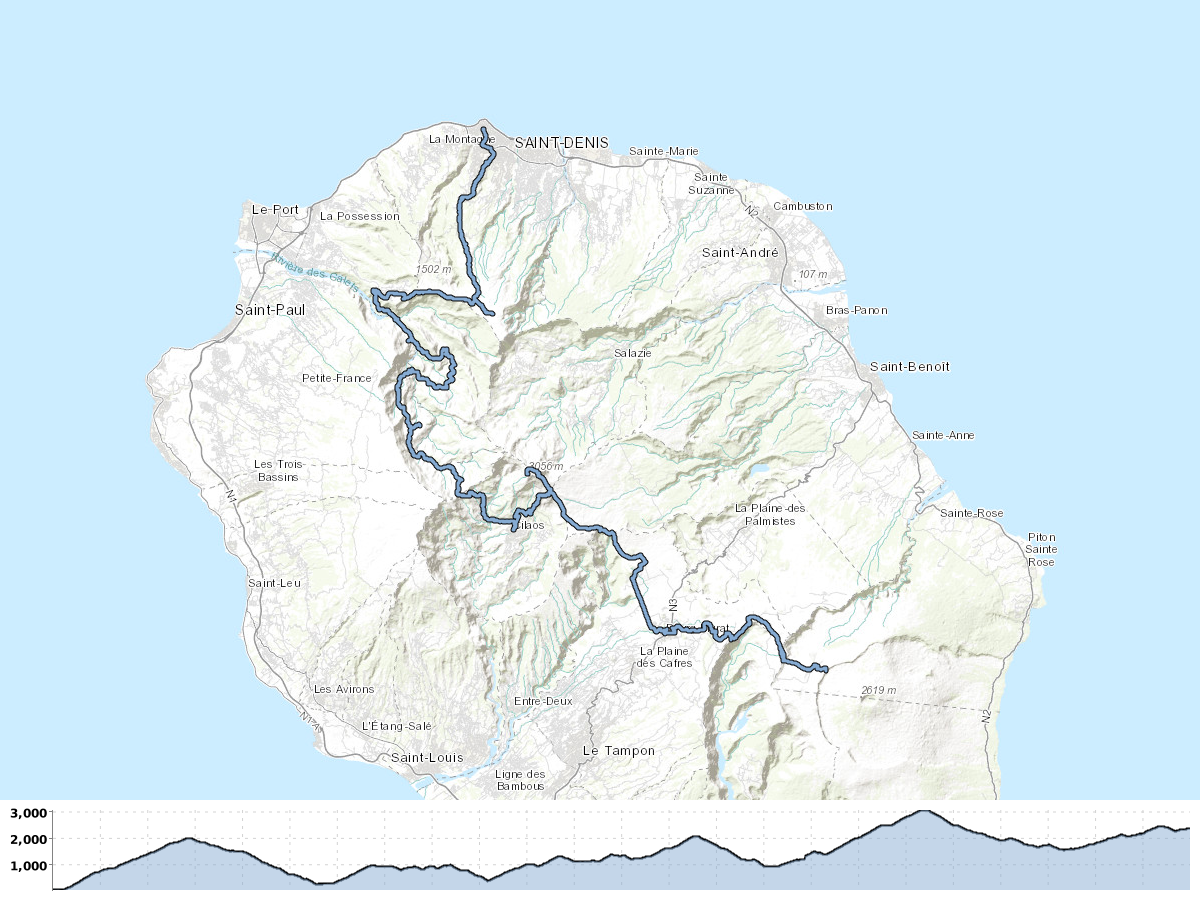 La Montagne
SAINT-DENIS
Sainte-Marie
Sainte
Suzanne
N2
Cambuston
Le Port
La Possession
Rivière des Galets
1502 m
Saint-André
107 m
Saint-Paul
Bras-Panon
Salazie
Petite-France
Saint-Benoît
Sainte-Anne
Les Trois-
Bassins
3056 m
N1
Cilaos
La Plaine-des
Palmistes
Sainte-Rose
Piton
Sainte
Rose
Saint-Leu
N3
La Plaine
des Cafres
Les Avirons
2619 m
Entre-Deux
N2
N1A
L'Étang-Salé
Saint-Louis
Le Tampon
Ligne des
Bambous
3,000
2,000
1,000